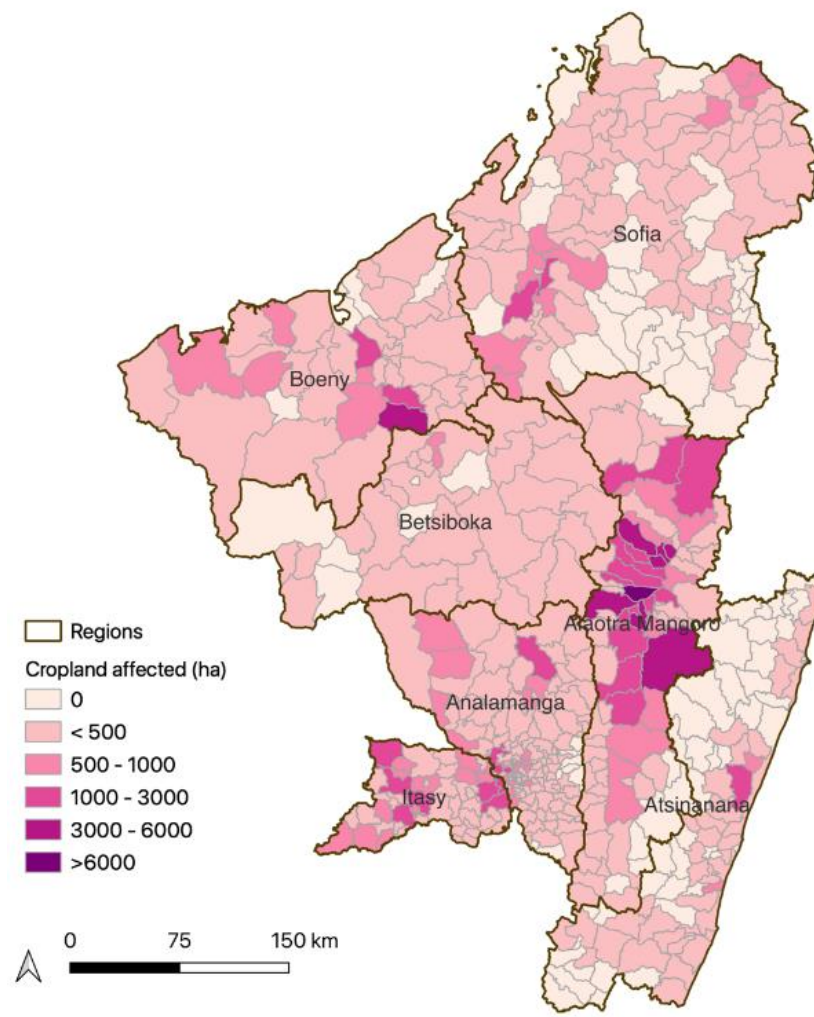 Sofia
Boeny
Betsiboka
Alaotra Mangoro
Analamanga
Itasy
Atsinanana
Regions
Cropland affected (ha)
0
< 500
500 - 1000
1000 - 3000
3000 - 6000
>6000
0 75 150 km